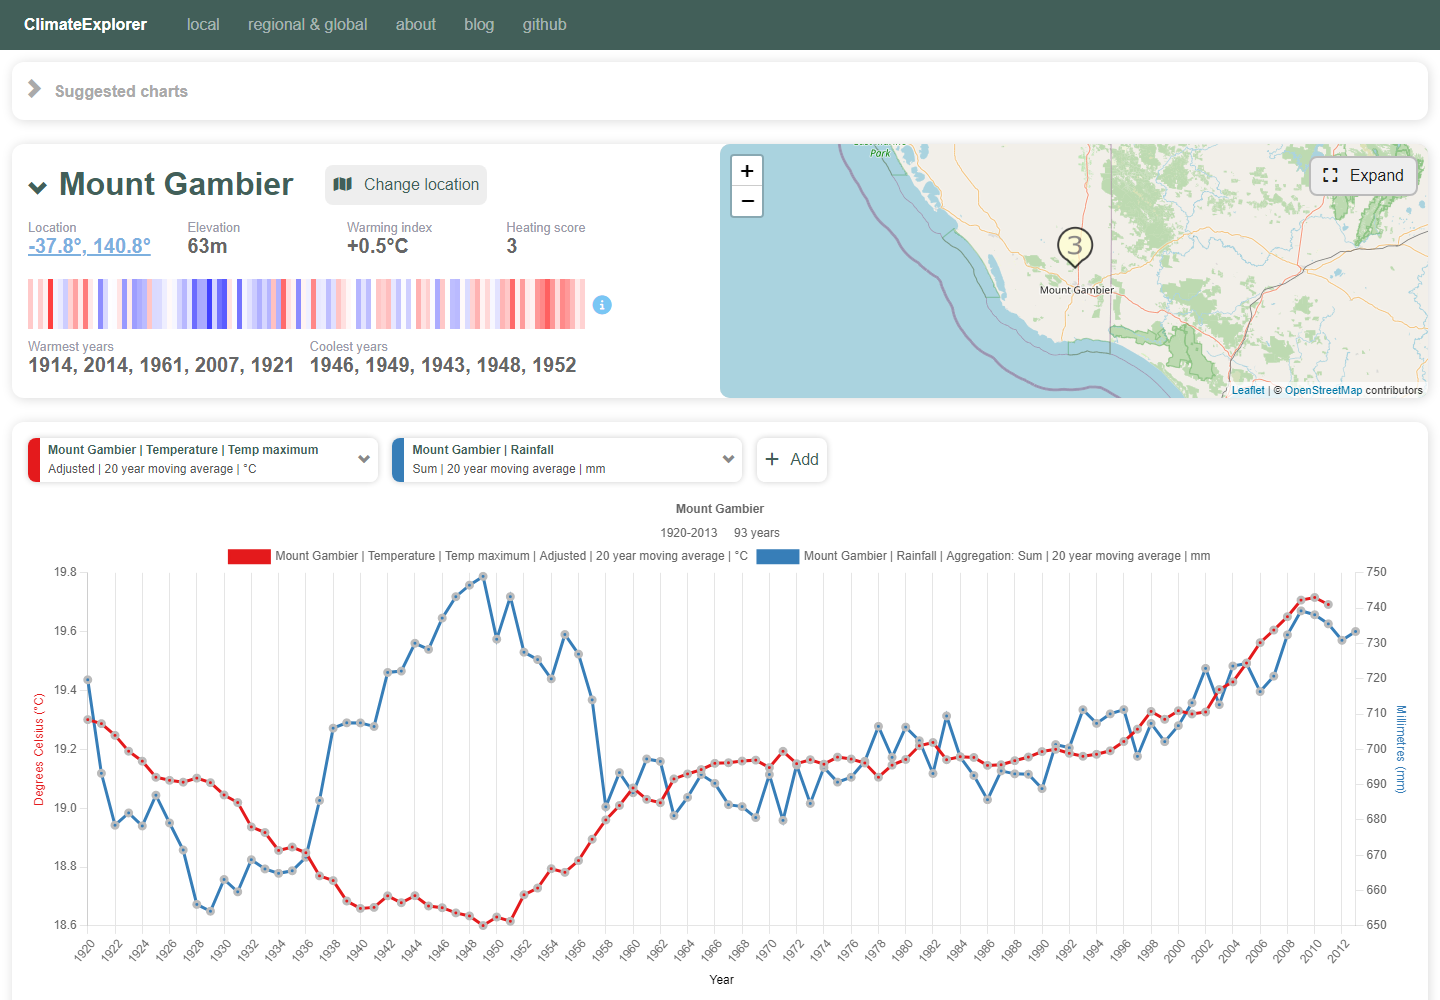 ClimateExplorer local regional & global about blog github
Suggested charts
Mount Gambier
Change location
Location Elevation Warming index Heating score
-37.8°, 140.8° 63m +0.5°C 3
Warmest years Coolest years
1914, 2014, 1961, 2007, 1921 1946, 1949, 1943, 1948, 1952
Park
+
−
Expand
3
Mount Gambier
Leaflet | © OpenStreetMap contributors
Mount Gambier | Temperature | Temp maximum
Adjusted | 20 year moving average | °C
Mount Gambier | Rainfall
Sum | 20 year moving average | mm
+ Add
Mount Gambier
1920-2013 93 years
Mount Gambier | Temperature | Temp maximum | Adjusted | 20 year moving average | °C
Mount Gambier | Rainfall | Aggregation: Sum | 20 year moving average | mm
Degrees Celsius (°C)
19.8
19.6
19.4
19.2
19.0
18.8
18.6
750
740
730
720
710
700
690
680
670
660
650
Millimetres (mm)
1920 1922 1924 1926 1928 1930 1932 1934 1936 1938 1940 1942 1944 1946 1948 1950 1952 1954 1956 1958 1960 1962 1964 1966 1968 1970 1972 1974 1976 1978 1980 1982 1984 1986 1988 1990 1992 1994 1996 1998 2000 2002 2004 2006 2008 2010 2012
Year